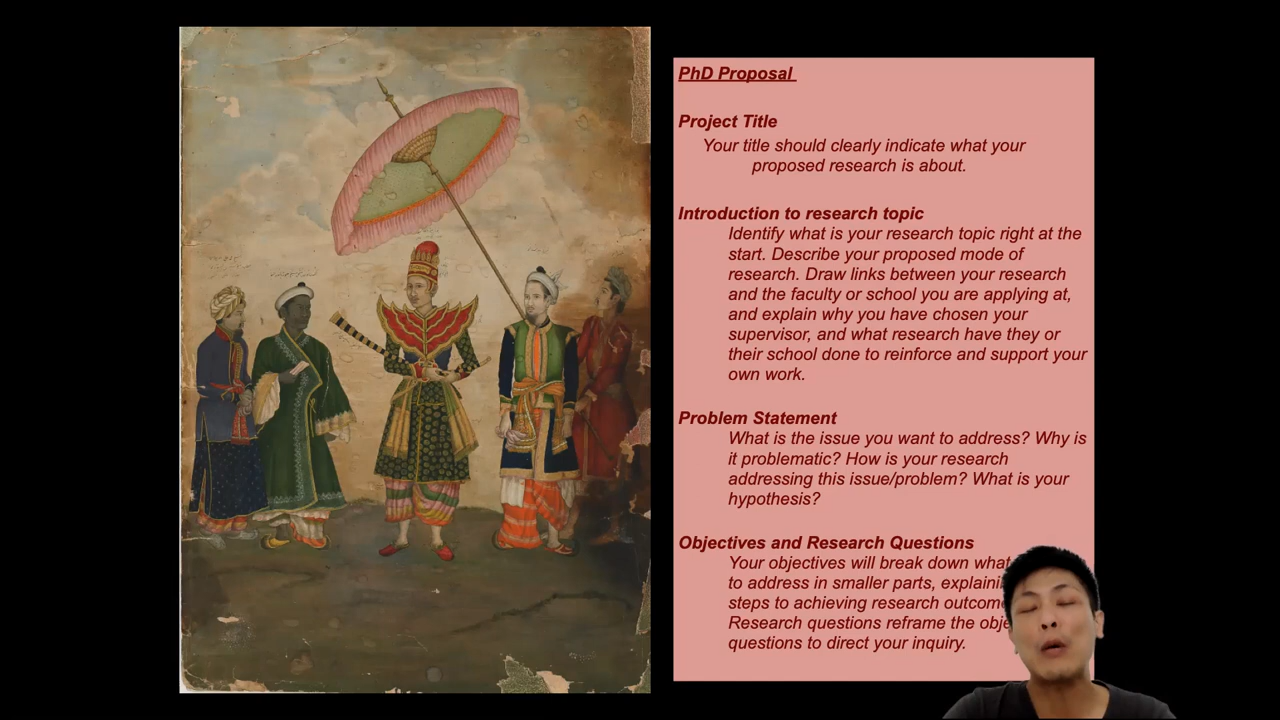 PhD Proposal
Project Title
Your title should clearly indicate what your
proposed research is about.
Introduction to research topic
Identify what is your research topic right at the
start. Describe your proposed mode of
research. Draw links between your research
and the faculty or school you are applying at,
and explain why you have chosen your
supervisor, and what research have they or
their school done to reinforce and support your
own work.
Problem Statement
What is the issue you want to address? Why is
it problematic? How is your research
addressing this issue/problem? What is your
hypothesis?
Objectives and Research Questions
Your objectives will break down what
to address in smaller parts,
steps to achieving research
Research questions reframe the
questions to direct your inquiry.